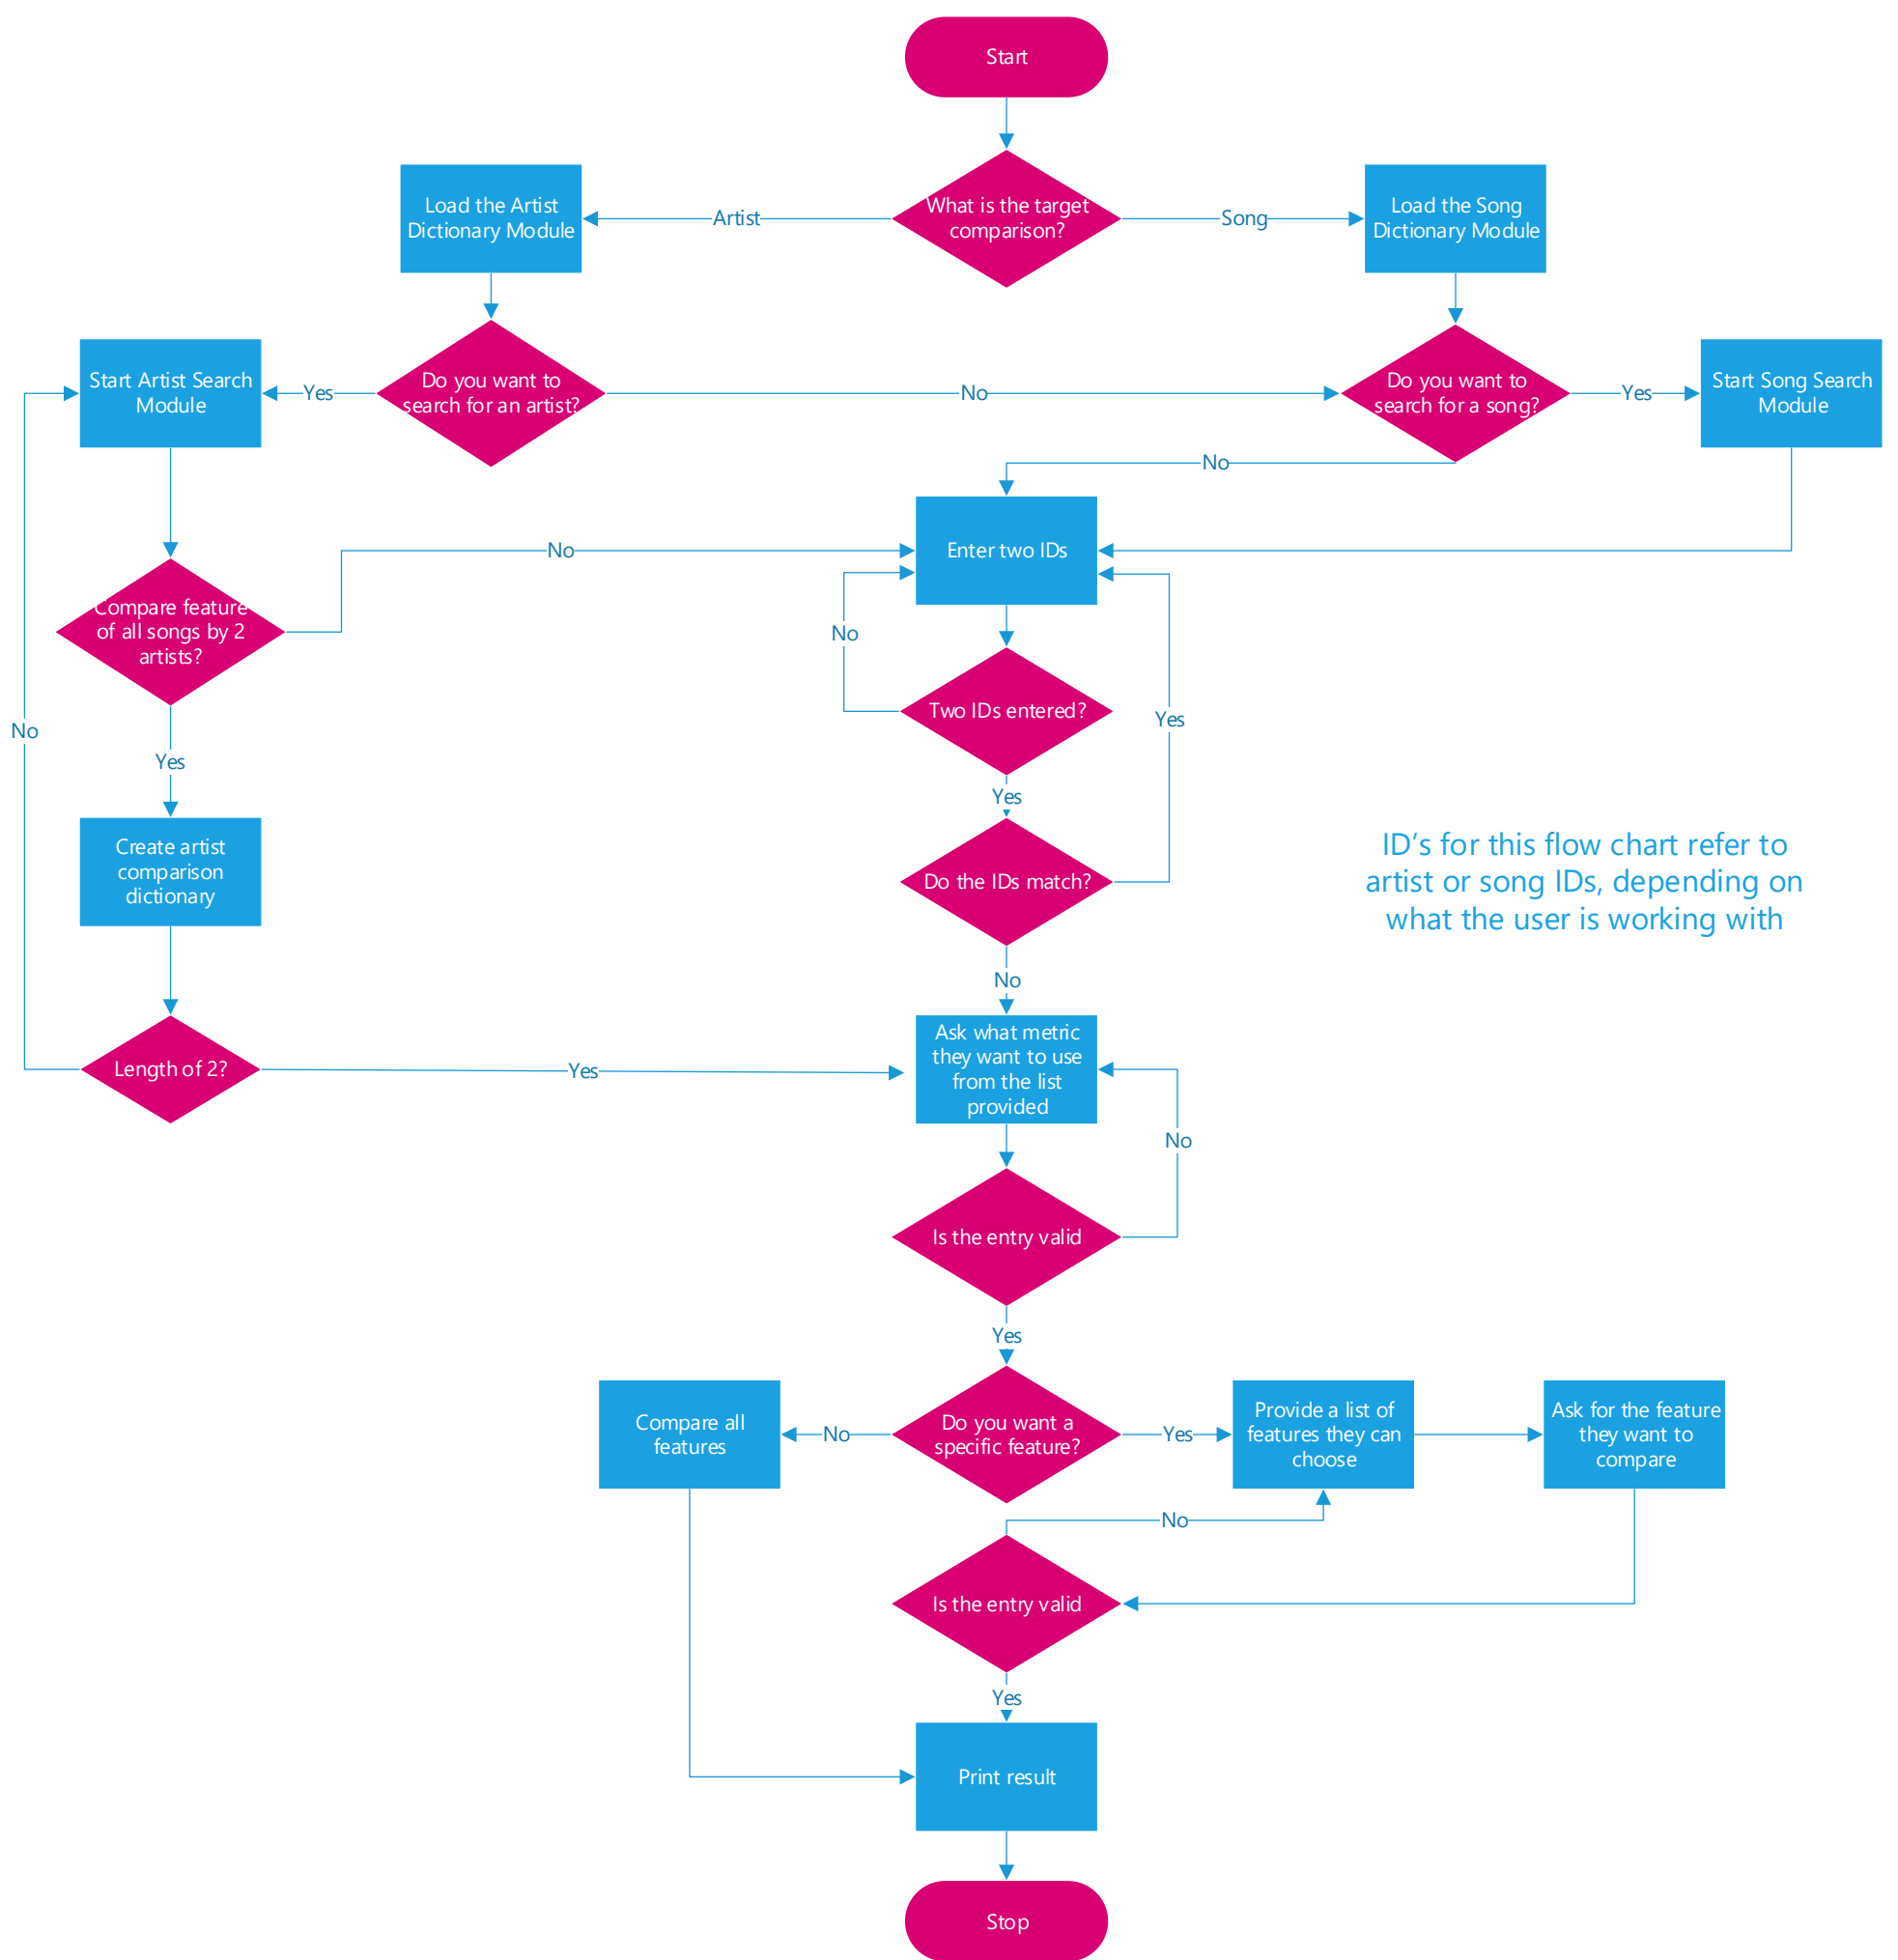 Start
What is the target
comparison?
Artist
Song
Load the Artist
Dictionary Module
Load the Song
Dictionary Module
Start Artist Search
Module
Yes
Do you want to
search for an artist?
No
Do you want to
search for a song?
Yes
Start Song Search
Module
No
Enter two IDs
No
Compare feature
of all songs by 2
artists?
No
Two IDs entered?
Yes
No
Yes
Yes
Create artist
comparison
dictionary
Do the IDs match?
ID’s for this flow chart refer to
artist or song IDs, depending on
what the user is working with
No
Length of 2?
Yes
Ask what metric
they want to use
from the list
provided
No
Is the entry valid
Yes
Compare all
features
No
Do you want a
specific feature?
Yes
Provide a list of
features they can
choose
Ask for the feature
they want to
compare
No
Is the entry valid
Yes
Print result
Stop